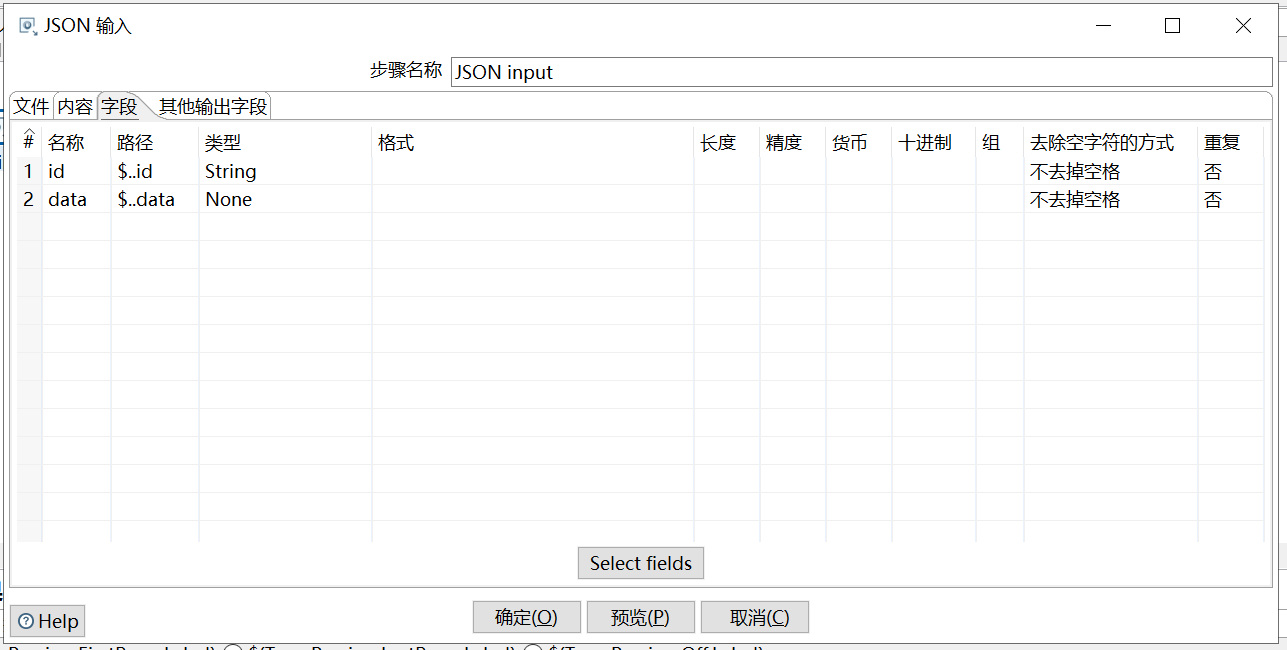 JSON 输入
步骤名称 JSON input
文件 内容 字段 其他输出字段
# 名称 路径 类型 格式 长度 精度 货币 十进制 组 去除空字符的方式 重复
1 id $..id String 不去掉空格 否
2 data $..data None 不去掉空格 否
Select fields
Help 确定(O) 预览(P) 取消(C)